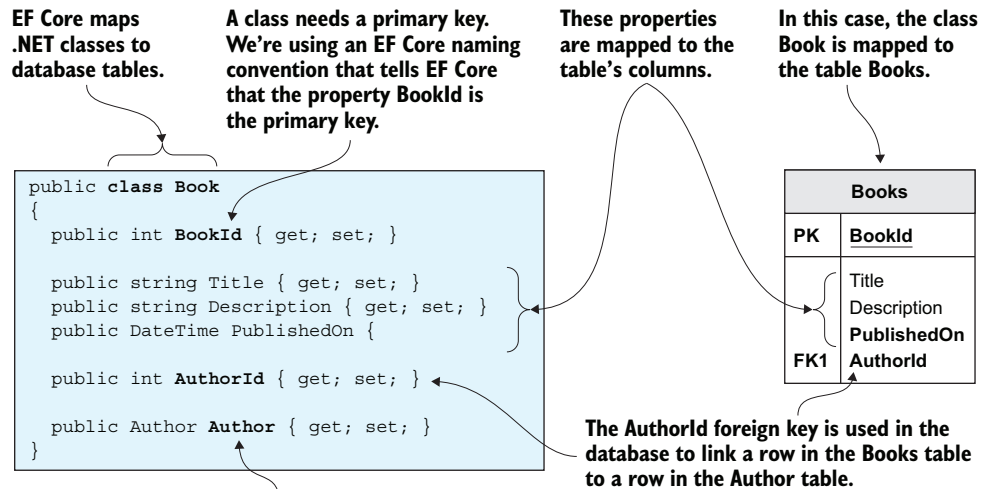 EF Core maps
.NET classes to
database tables.
A class needs a primary key.
We're using an EF Core naming
convention that tells EF Core
that the property BookId is
the primary key.
These properties
are mapped to the
table's columns.
In this case, the class
Book is mapped to
the table Books.
public class Book
{
public int BookId { get; set; }
public string Title { get; set; }
public string Description { get; set; }
public DateTime PublishedOn {
public int AuthorId { get; set; }
public Author Author { get; set; }
}
Books
PK BookId
Title
Description
PublishedOn
FK1 AuthorId
The AuthorId foreign key is used in the
database to link a row in the Books table
to a row in the Author table.